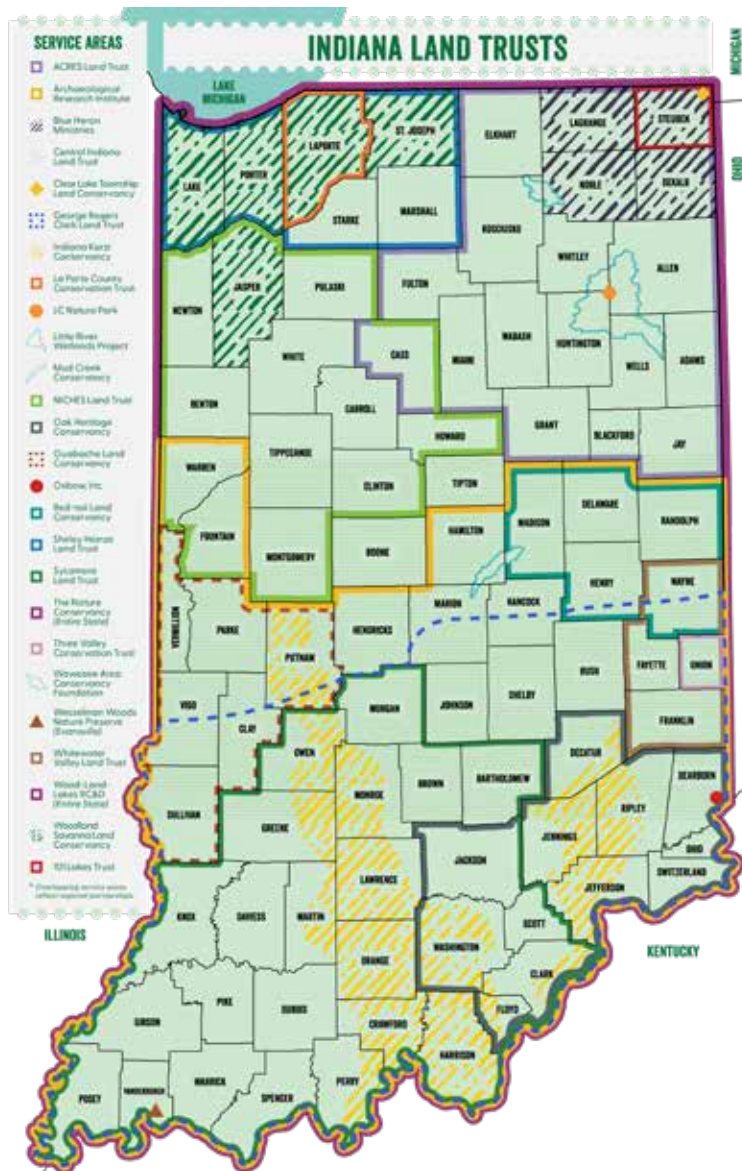 SERVICE AREAS
INDIANA LAND TRUSTS
LAKE
MICHIGAN
MICHIGAN
OHIO
ILLINOIS
KENTUCKY
ACRES Land Trust
Archaeological
Research Institute
Blue Heron
Ministries
Central Indiana
Land Trust
Clear Lake Township
Land Conservancy
George Rogers
Clark Land Trust
Indiana Karst
Conservancy
La Porte County
Conservation Trust
LC Nature Park
Little River
Wetlands Project
Mud Creek
Conservancy
NICHES Land Trust
Oak Heritage
Conservancy
Ouabache Land
Conservancy
Oxbow, Inc.
Red-tail Land
Conservancy
Shirley Heinze
Land Trust
Sycamore
Land Trust
The Nature
Conservancy
(Entire State)
Three Valley
Conservation Trust
Wawasee Area
Conservancy
Foundation
Wesselman Woods
Nature Preserve
(Evansville)
Whitewater
Valley Land Trust
Wood-Land
Lakes RC&D
(Entire State)
Woodland
Savanna Land
Conservancy
101 Lakes Trust
* Overlapping service areas
reflect regional partnerships.
LAKE
PORTER
LAPORTE
ST. JOSEPH
ELKHART
LAGRANGE
STEUBEN
NOBLE
DEKALB
STARKE
MARSHALL
KOSCIUSKO
WHITLEY
ALLEN
NEWTON
JASPER
PULASKI
FULTON
CASS
MIAMI
WABASH
HUNTINGTON
WELLS
ADAMS
WHITE
BENTON
CARROLL
HOWARD
GRANT
BLACKFORD
JAY
WARREN
TIPPECANOE
CLINTON
TIPTON
MADISON
DELAWARE
RANDOLPH
FOUNTAIN
MONTGOMERY
BOONE
HAMILTON
HENRY
WAYNE
VERMILLION
PARKE
PUTNAM
HENDRICKS
MARION
HANCOCK
RUSH
FAYETTE
UNION
VIGO
CLAY
MORGAN
JOHNSON
SHELBY
FRANKLIN
SULLIVAN
OWEN
MONROE
BROWN
BARTHOLOMEW
DECATUR
DEARBORN
GREENE
RIPLEY
JENNINGS
OHIO
LAWRENCE
JACKSON
JEFFERSON
SWITZERLAND
KNOX
DAVIESS
MARTIN
SCOTT
ORANGE
WASHINGTON
CLARK
GIBSON
PIKE
DUBOIS
CRAWFORD
FLOYD
HARRISON
POSEY
VANDERBURGH
WARRICK
SPENCER
PERRY